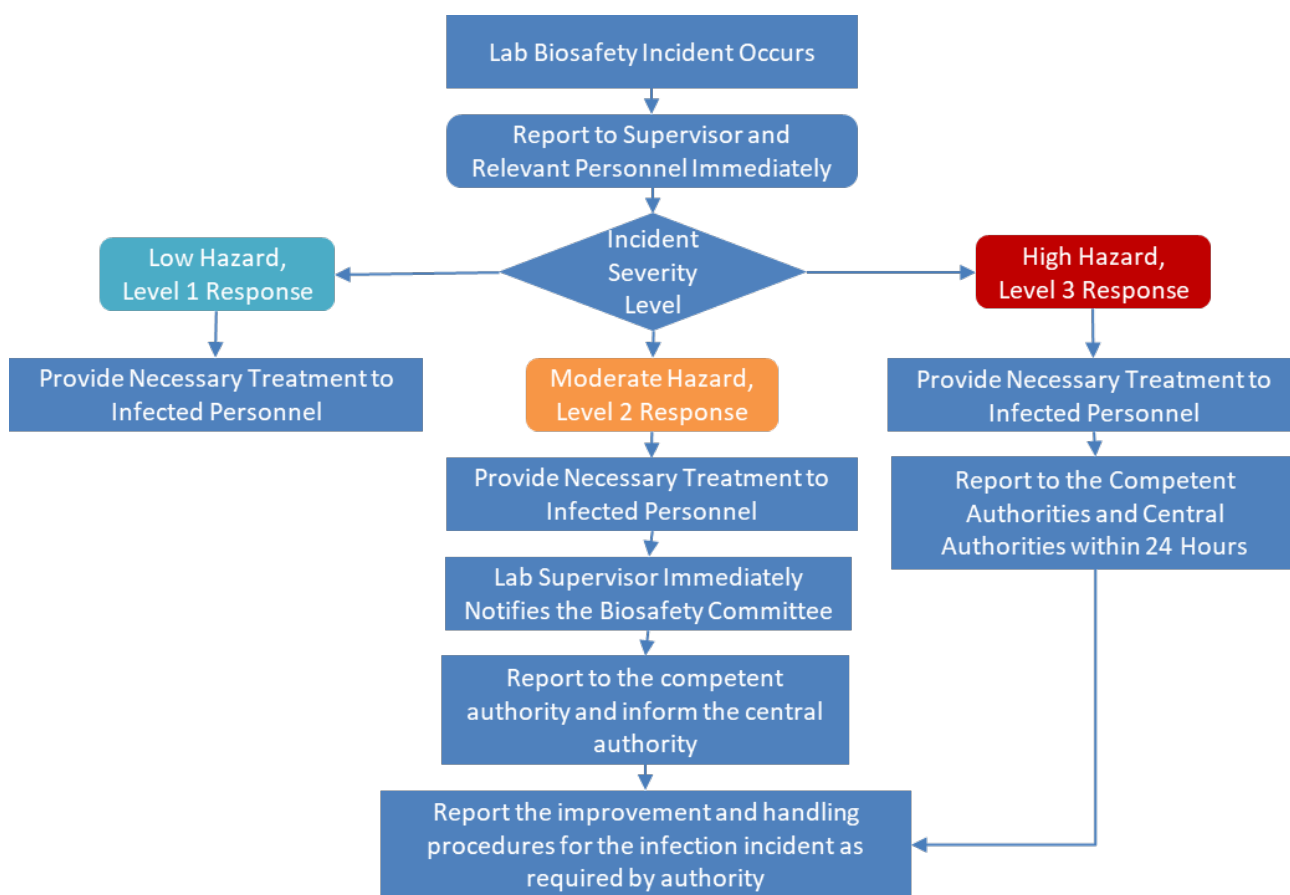 Lab Biosafety Incident Occurs
Report to Supervisor and
Relevant Personnel Immediately
Incident
Severity
Level
Low Hazard,
Level 1 Response
Provide Necessary Treatment to
Infected Personnel
Moderate Hazard,
Level 2 Response
Provide Necessary Treatment to
Infected Personnel
Lab Supervisor Immediately
Notifies the Biosafety Committee
Report to the competent
authority and inform the central
authority
High Hazard,
Level 3 Response
Provide Necessary Treatment to
Infected Personnel
Report to the Competent
Authorities and Central
Authorities within 24 Hours
Report the improvement and handling
procedures for the infection incident as
required by authority